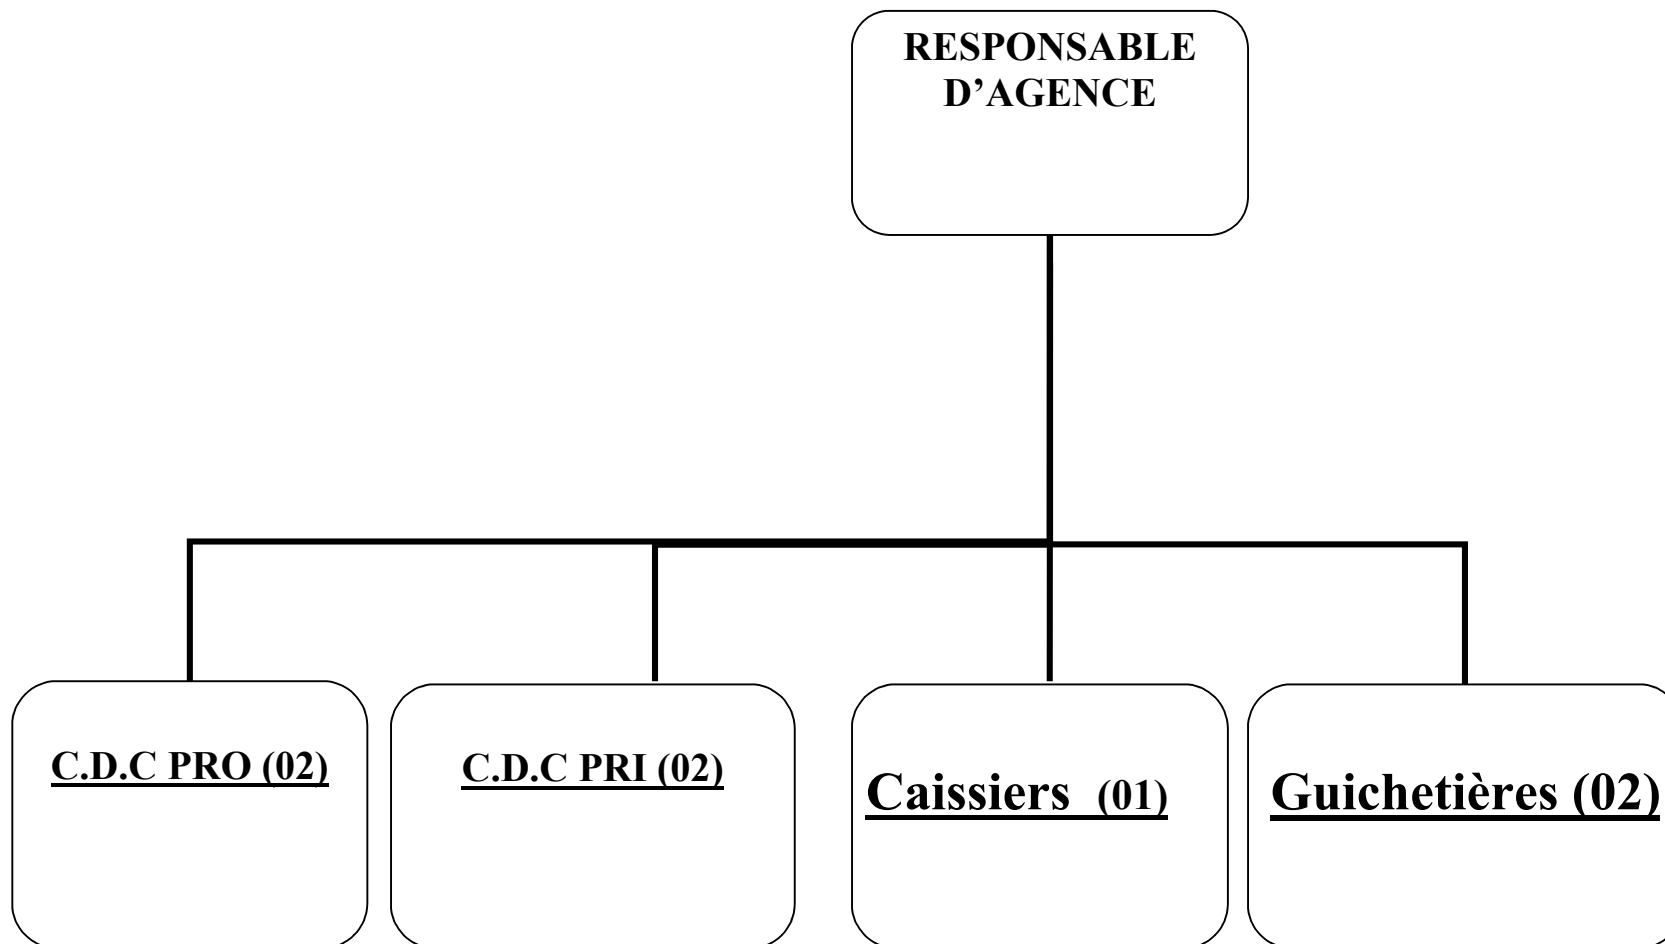 RESPONSABLE
D’AGENCE
C.D.C PRO (02)
C.D.C PRI (02)
Caissiers (01)
Guichetières (02)